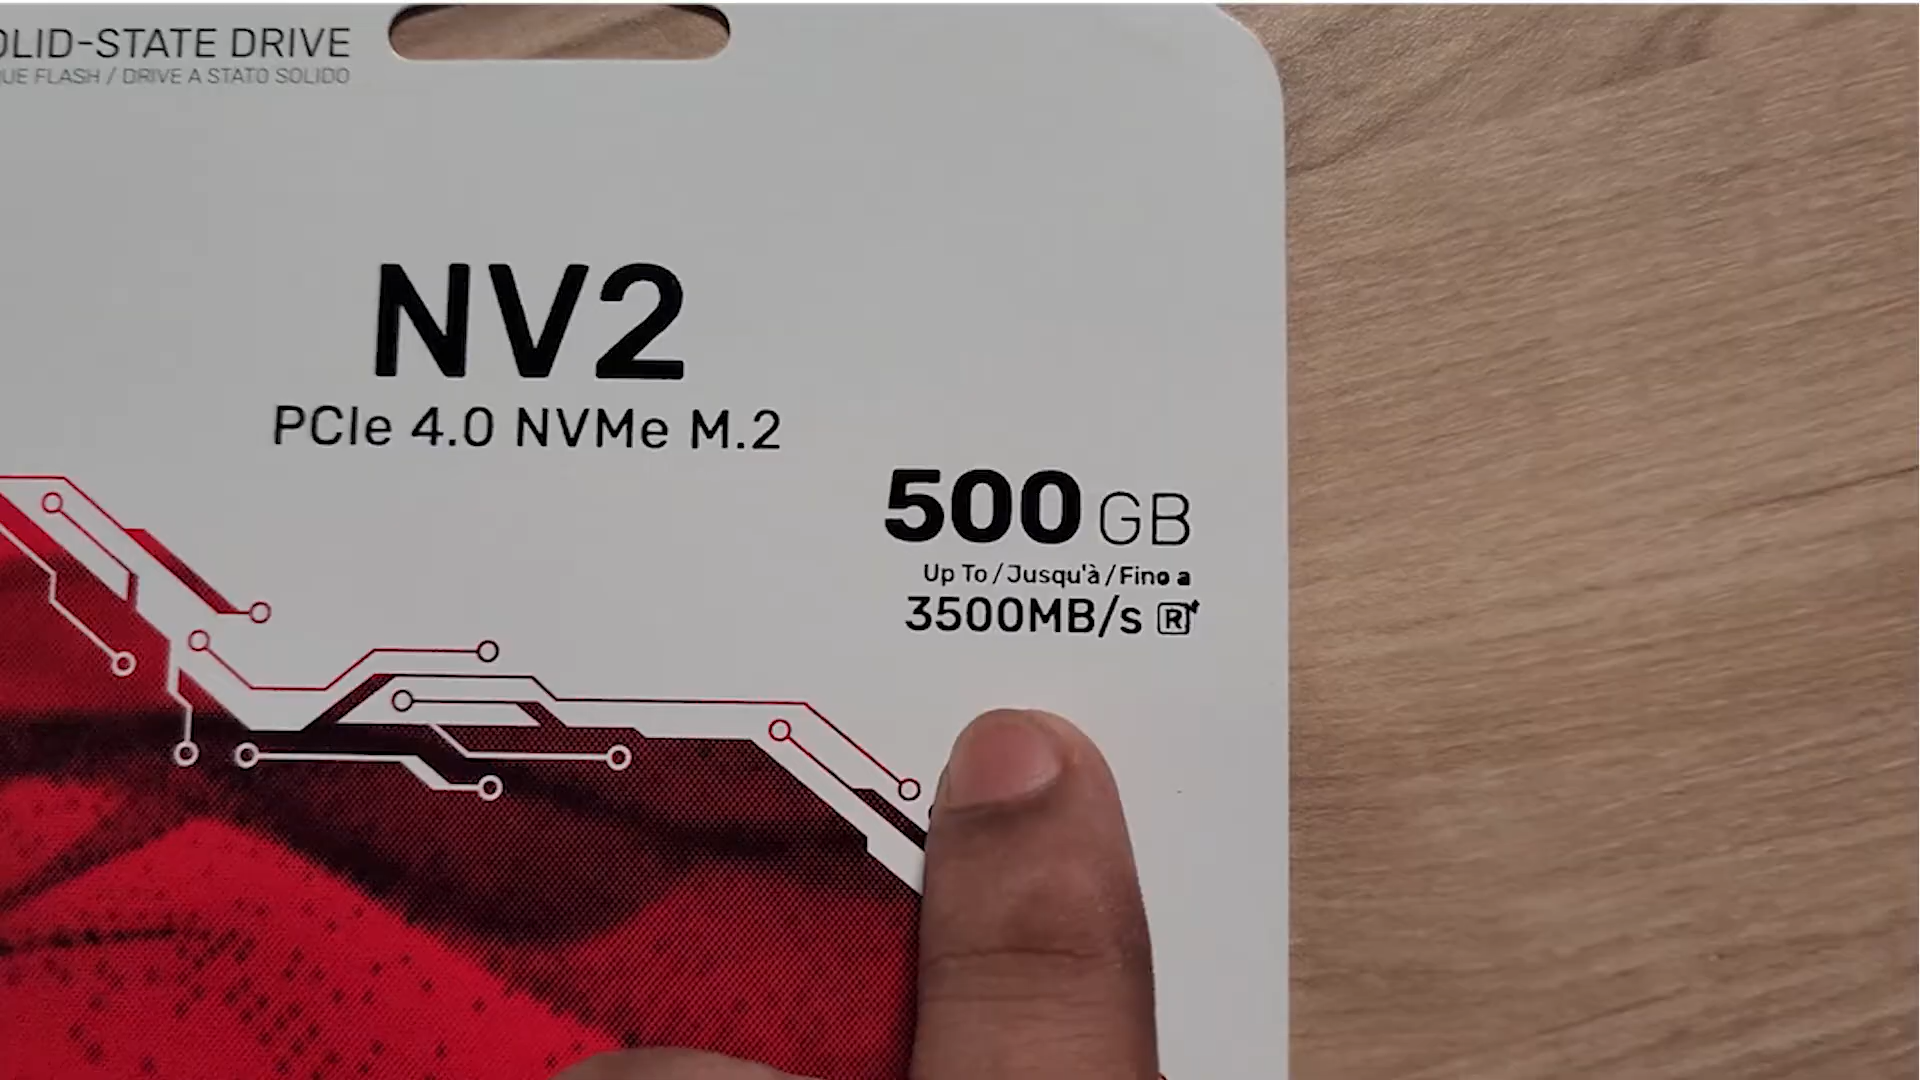 OLID-STATE DRIVE
UE FLASH / DRIVE A STATO SOLIDO
NV2
PCIe 4.0 NVMe M.2
500 GB
Up To / Jusqu'à / Fino a
3500MB/s R